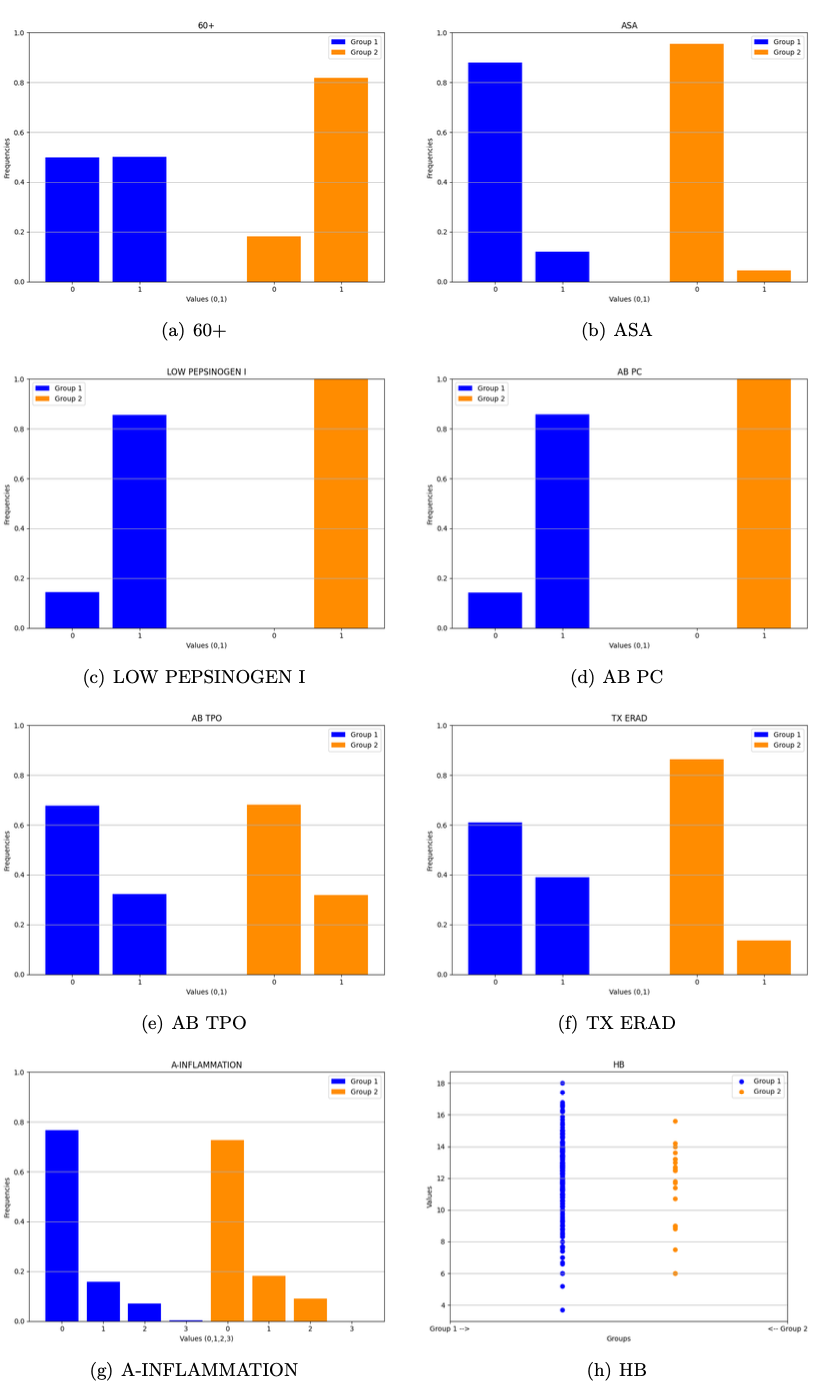 60+
Group 1
Group 2
1.0
0.8
0.6
0.4
0.2
0.0
Frequencies
0 1 0 1
Values (0,1)
(a) 60+
ASA
Group 1
Group 2
1.0
0.8
0.6
0.4
0.2
0.0
Frequencies
0 1 0 1
Values (0,1)
(b) ASA
LOW PEPSINOGEN I
Group 1
Group 2
1.0
0.8
0.6
0.4
0.2
0.0
Frequencies
0 1 0 1
Values (0,1)
(c) LOW PEPSINOGEN I
AB PC
Group 1
Group 2
1.0
0.8
0.6
0.4
0.2
0.0
Frequencies
0 1 0 1
Values (0,1)
(d) AB PC
AB TPO
Group 1
Group 2
1.0
0.8
0.6
0.4
0.2
0.0
Frequencies
0 1 0 1
Values (0,1)
(e) AB TPO
TX ERAD
Group 1
Group 2
1.0
0.8
0.6
0.4
0.2
0.0
Frequencies
0 1 0 1
Values (0,1)
(f) TX ERAD
A-INFLAMMATION
Group 1
Group 2
1.0
0.8
0.6
0.4
0.2
0.0
Frequencies
0 1 2 3 0 1 2 3
Values (0,1,2,3)
(g) A-INFLAMMATION
HB
Group 1
Group 2
18
16
14
12
10
8
6
4
Values
Group 1 --> <-- Group 2
Groups
(h) HB